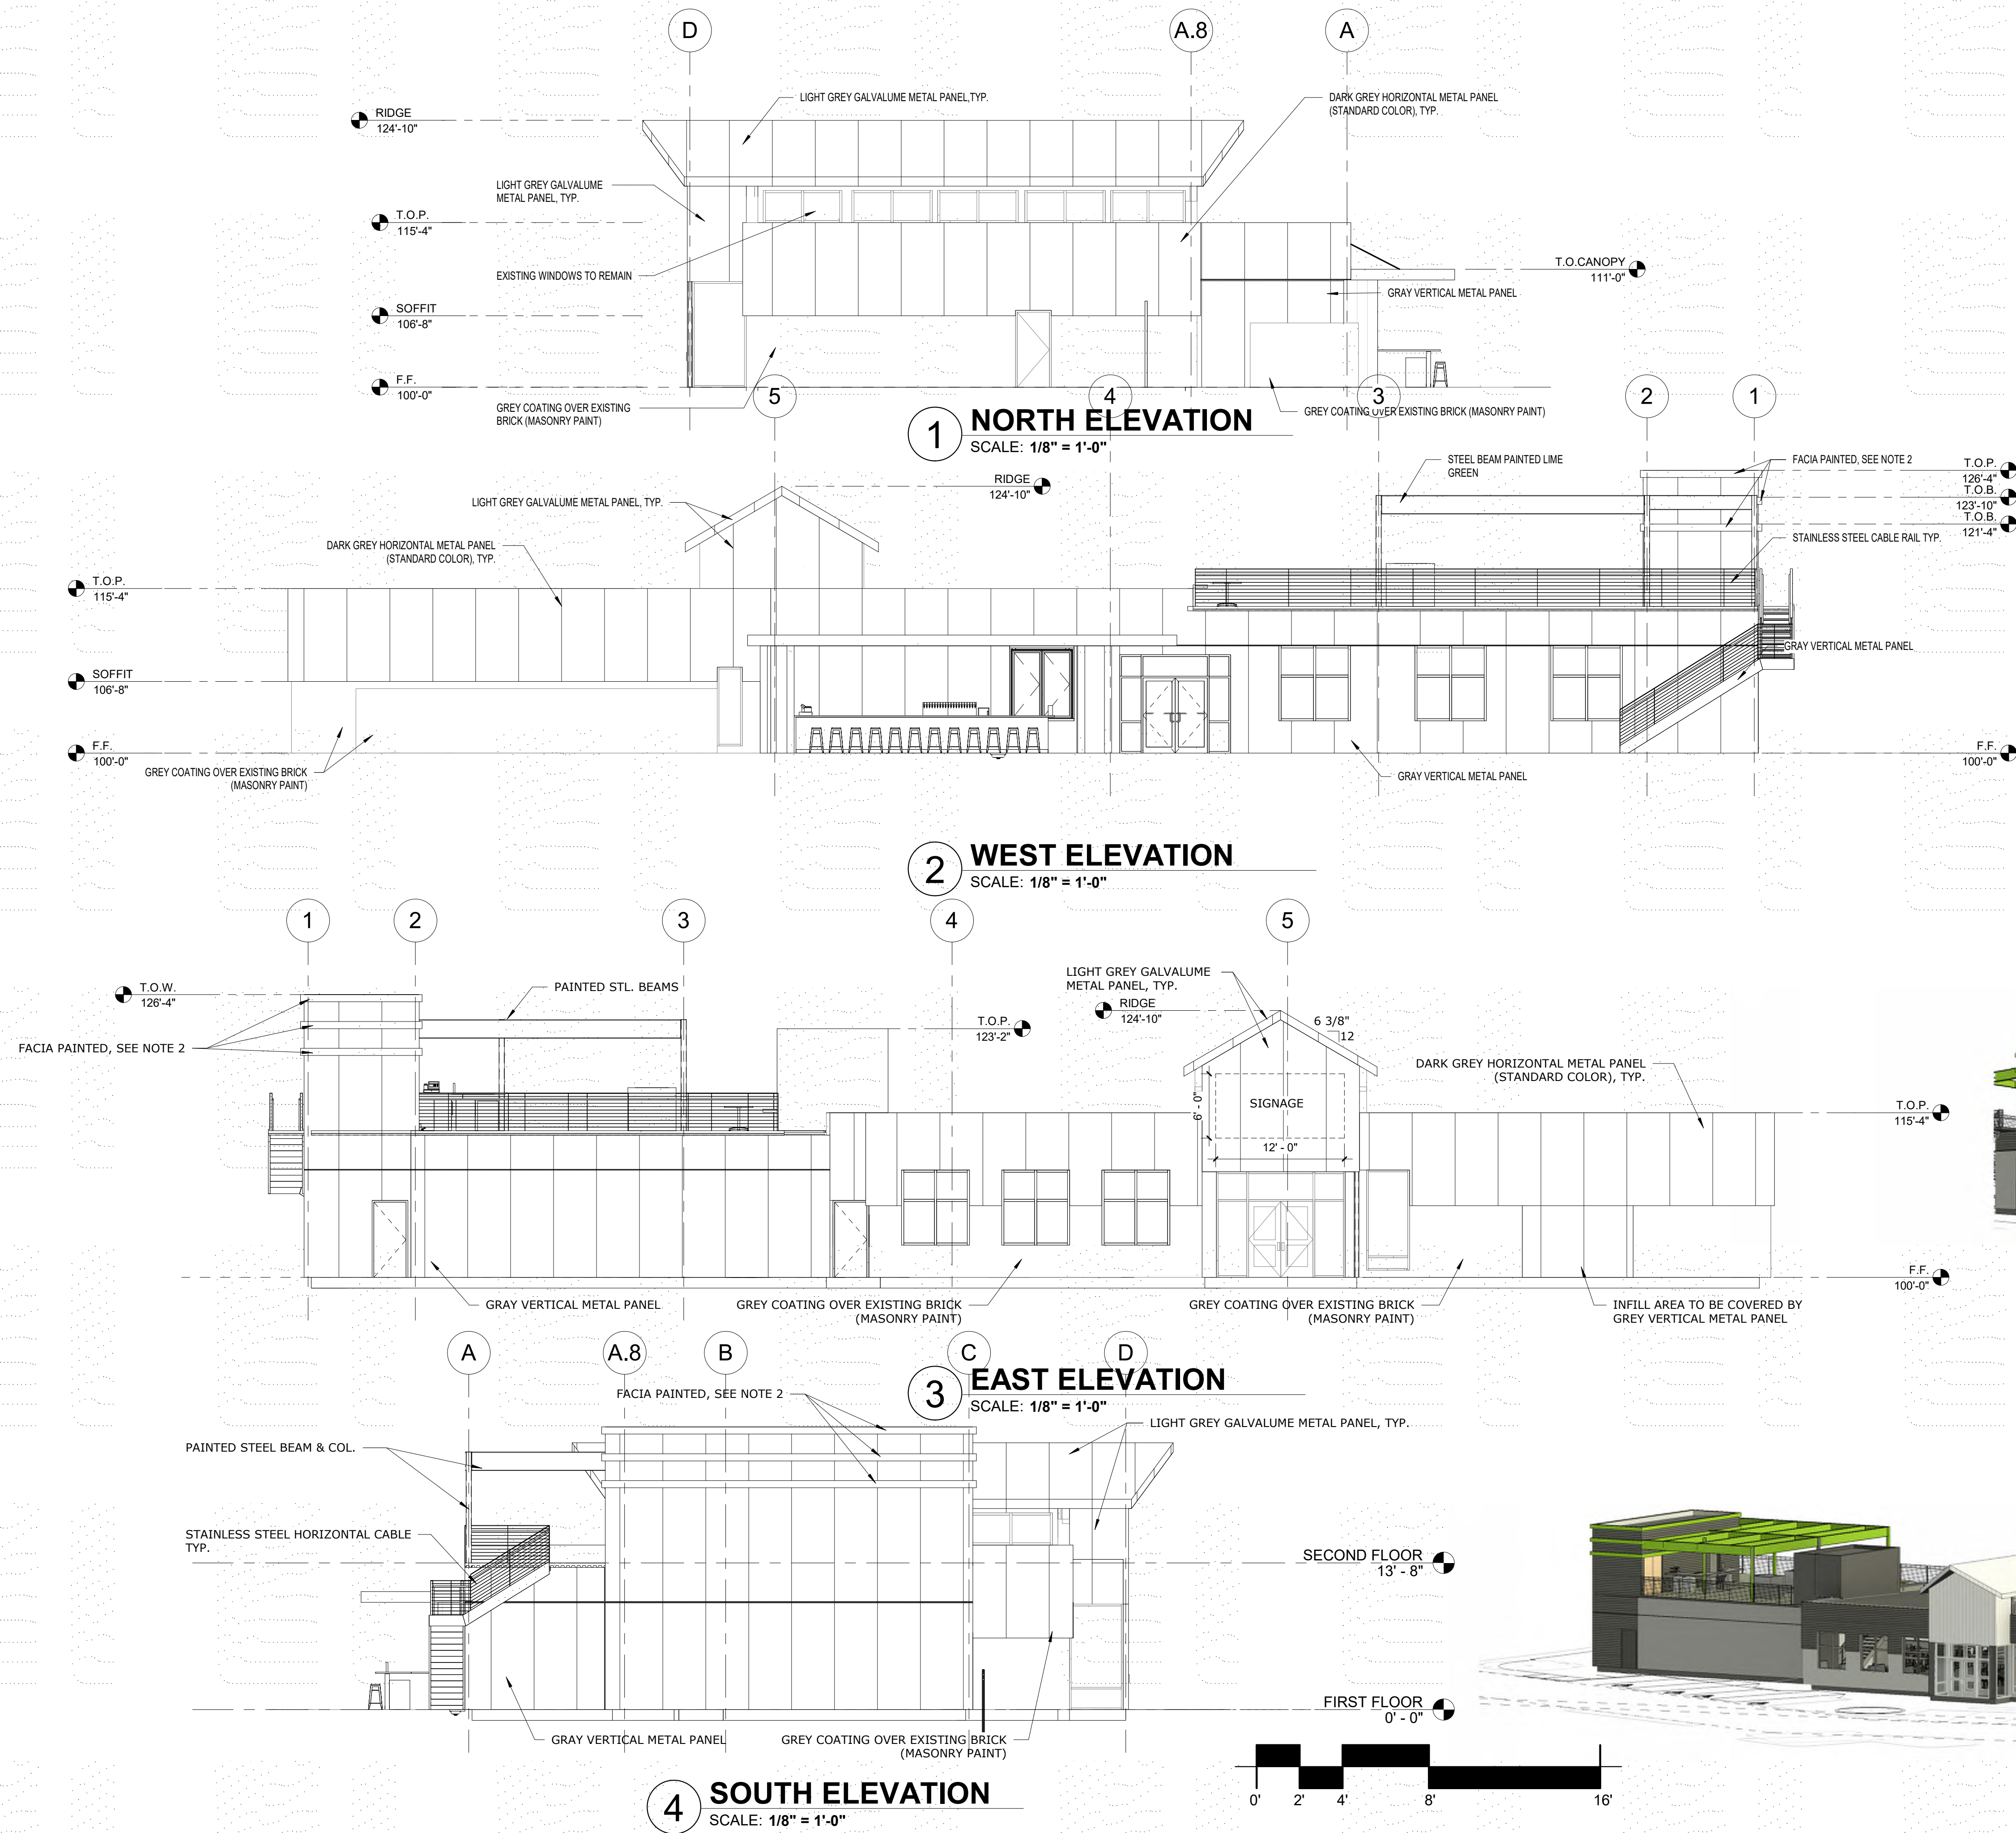 D
A.8
A
RIDGE
124'-10"
LIGHT GREY GALVALUME METAL PANEL,TYP.
DARK GREY HORIZONTAL METAL PANEL
(STANDARD COLOR), TYP.
LIGHT GREY GALVALUME
METAL PANEL, TYP.
T.O.P.
115'-4"
EXISTING WINDOWS TO REMAIN
T.O.CANOPY
111'-0"
GRAY VERTICAL METAL PANEL
SOFFIT
106'-8"
F.F.
100'-0"
GREY COATING OVER EXISTING
BRICK (MASONRY PAINT)
GREY COATING OVER EXISTING BRICK (MASONRY PAINT)
1
NORTH ELEVATION
SCALE: 1/8" = 1'-0"
5
4
3
2
1
RIDGE
124'-10"
STEEL BEAM PAINTED LIME
GREEN
FACIA PAINTED, SEE NOTE 2
T.O.P.
126'-4"
T.O.B.
123'-10"
T.O.B.
121'-4"
STAINLESS STEEL CABLE RAIL TYP.
LIGHT GREY GALVALUME METAL PANEL, TYP.
DARK GREY HORIZONTAL METAL PANEL
(STANDARD COLOR), TYP.
T.O.P.
115'-4"
GRAY VERTICAL METAL PANEL
SOFFIT
106'-8"
F.F.
100'-0"
F.F.
100'-0"
GREY COATING OVER EXISTING BRICK
(MASONRY PAINT)
GRAY VERTICAL METAL PANEL
2
WEST ELEVATION
SCALE: 1/8" = 1'-0"
1
2
3
4
5
T.O.W.
126'-4"
PAINTED STL. BEAMS
LIGHT GREY GALVALUME
METAL PANEL, TYP.
RIDGE
124'-10"
T.O.P.
123'-2"
6 3/8"
12
FACIA PAINTED, SEE NOTE 2
DARK GREY HORIZONTAL METAL PANEL
(STANDARD COLOR), TYP.
SIGNAGE
6' - 0"
12' - 0"
T.O.P.
115'-4"
F.F.
100'-0"
GRAY VERTICAL METAL PANEL
GREY COATING OVER EXISTING BRICK
(MASONRY PAINT)
GREY COATING OVER EXISTING BRICK
(MASONRY PAINT)
INFILL AREA TO BE COVERED BY
GREY VERTICAL METAL PANEL
3
EAST ELEVATION
SCALE: 1/8" = 1'-0"
A
A.8
B
C
D
FACIA PAINTED, SEE NOTE 2
LIGHT GREY GALVALUME METAL PANEL, TYP.
PAINTED STEEL BEAM & COL.
STAINLESS STEEL HORIZONTAL CABLE
TYP.
SECOND FLOOR
13' - 8"
FIRST FLOOR
0' - 0"
GRAY VERTICAL METAL PANEL
GREY COATING OVER EXISTING BRICK
(MASONRY PAINT)
4
SOUTH ELEVATION
SCALE: 1/8" = 1'-0"
0'
2'
4'
8'
16'